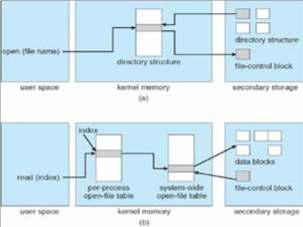 open (file name)
directory structure
directory structure
file-control block
user space
kernel memory
secondary storage
(a)
index
read (index)
per-process
open-file table
system-wide
open-file table
data blocks
file-control block
user space
kernel memory
secondary storage
(b)